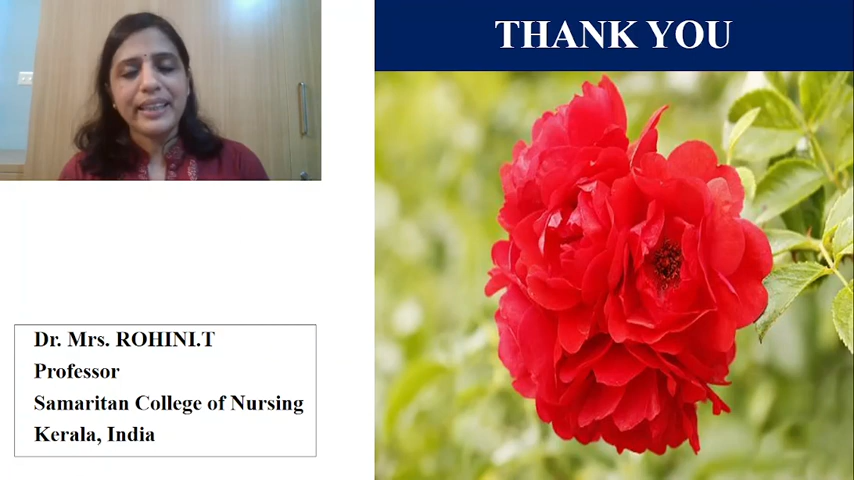 THANK YOU
Dr. Mrs. ROHINI.T
Professor
Samaritan College of Nursing
Kerala, India